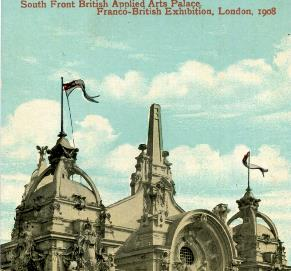 South Front British Applied Arts Palace.
Franco-British Exhibition, London, 1908